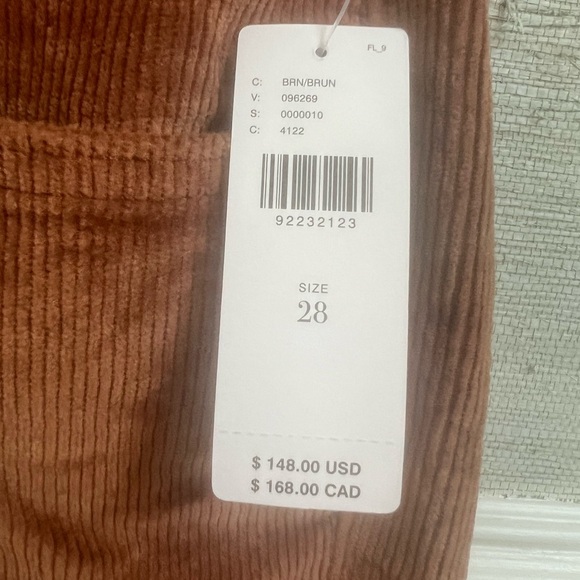 FL_9
C: BRN/BRUN
V: 096269
S: 0000010
C: 4122
92232123
SIZE
28
$ 148.00 USD
$ 168.00 CAD